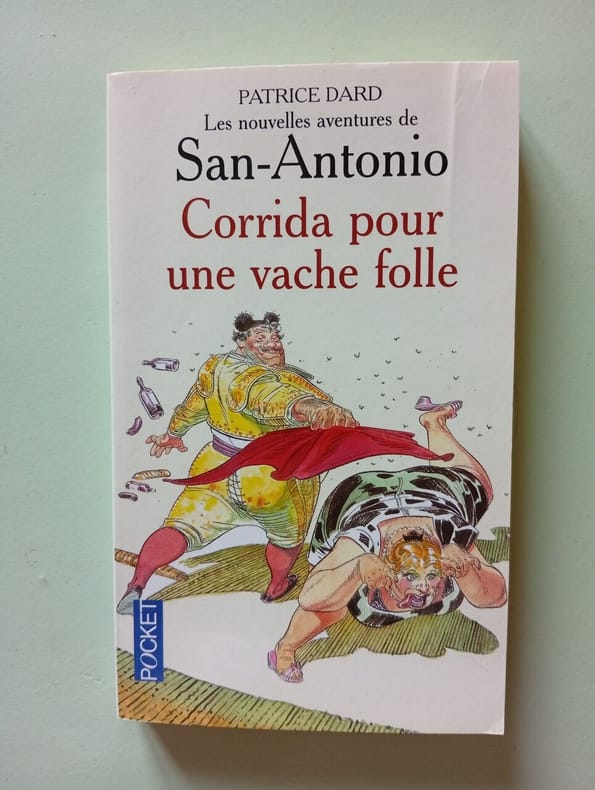 PATRICE DARD
Les nouvelles aventures de
San-Antonio
Corrida pour
une vache folle
POCKET